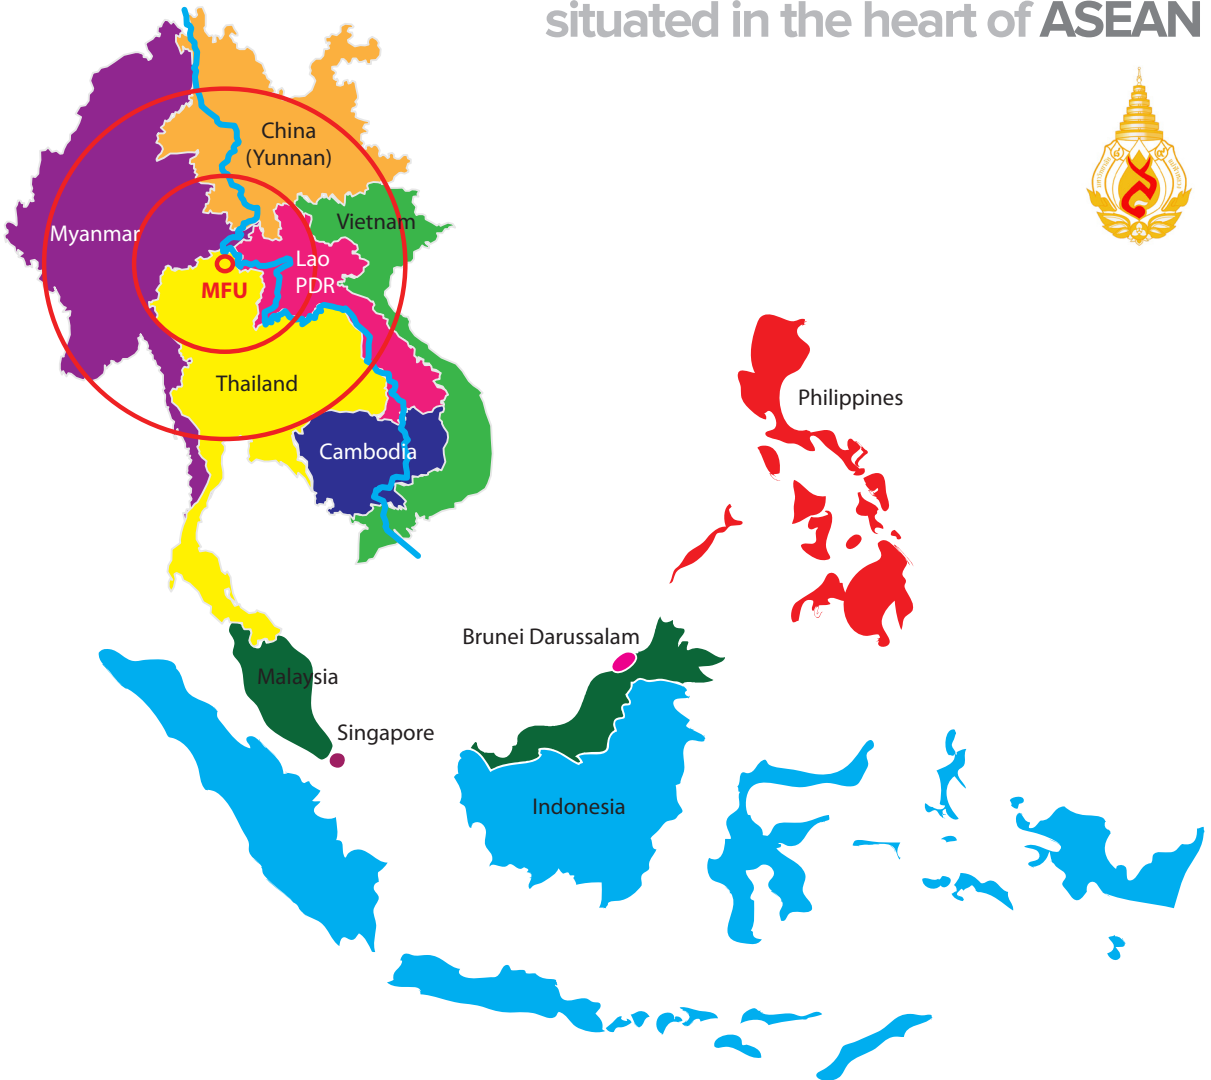 situated in the heart of ASEAN
China
(Yunnan)
Vietnam
Myanmar
Lao
PDR
MFU
Thailand
Philippines
Cambodia
Brunei Darussalam
Malaysia
Singapore
Indonesia